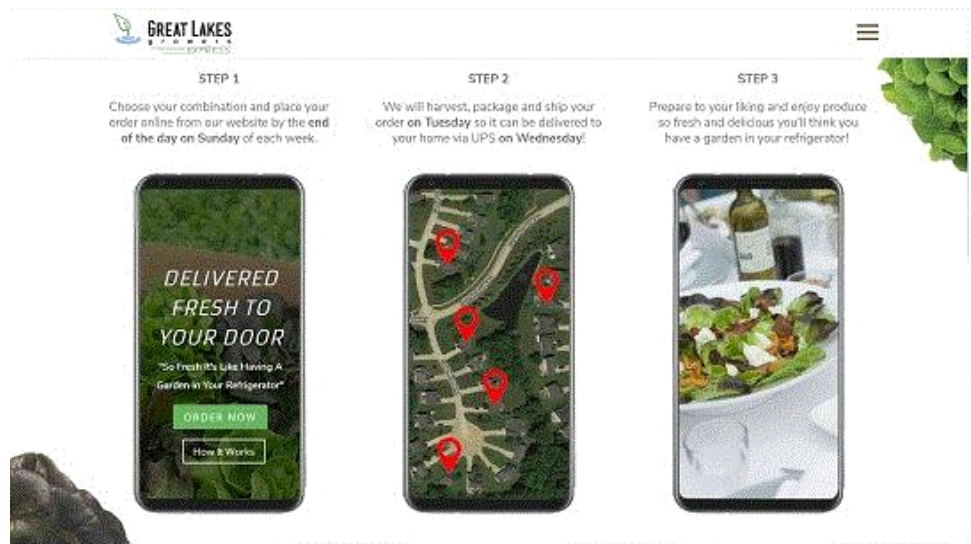 GREAT LAKES
growers
EXPRESS
STEP 1
Choose your combination and place your
order online from our website by the end
of the day on Sunday of each week.
STEP 2
We will harvest, package and ship your
order on Tuesday so it can be delivered to
your home via UPS on Wednesday!
STEP 3
Prepare to your liking and enjoy produce
so fresh and delicious you'll think you
have a garden in your refrigerator!
DELIVERED
FRESH TO
YOUR DOOR
"So Fresh It's Like Having A
Garden in Your Refrigerator"
ORDER NOW
How It Works